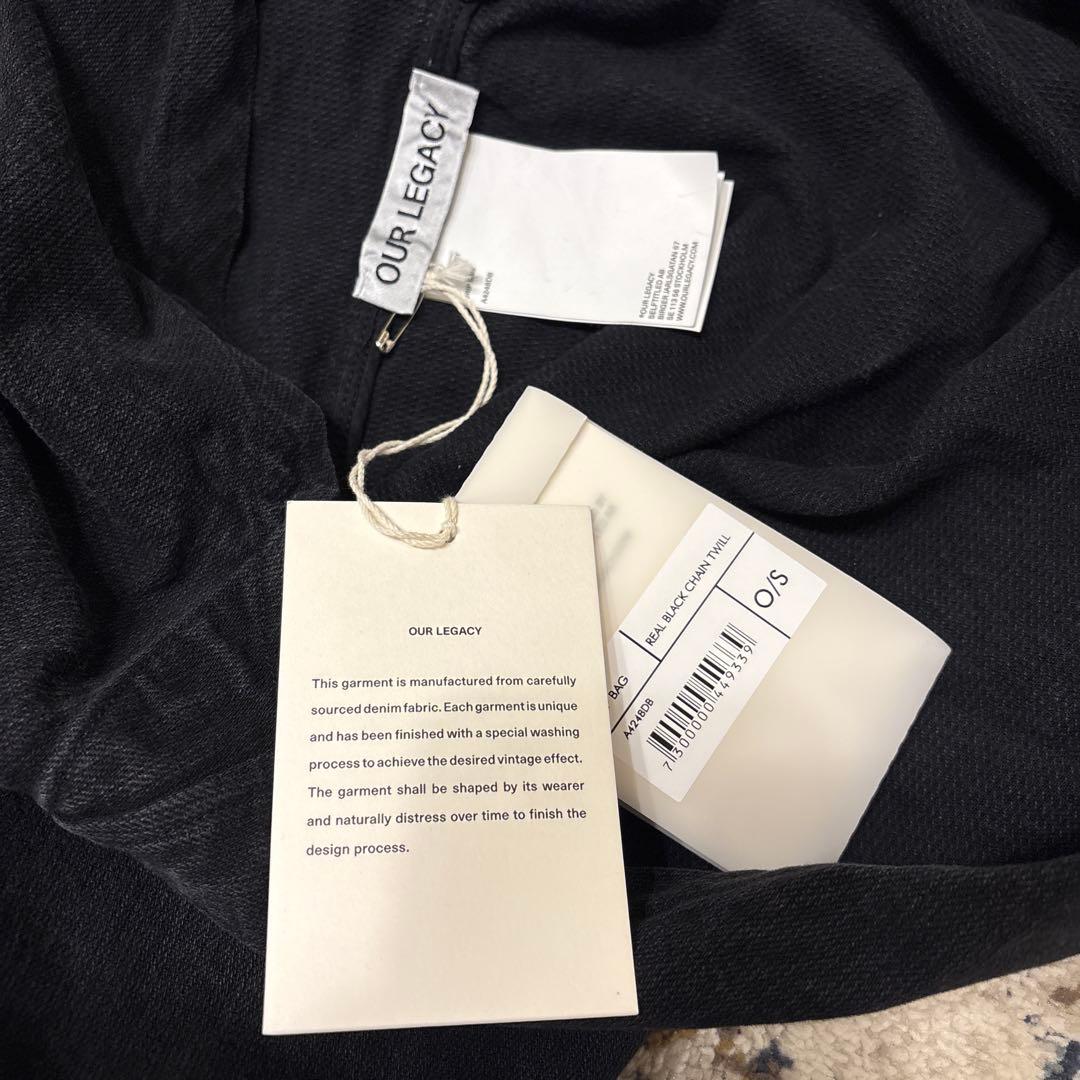 OUR LEGACY
A424BDB
®OUR LEGACY
SELFTITLED AB
BIRGER JARLSGATAN 67
SE 113 56 STOCKHOLM
WWW.OURLEGACY.COM
OUR LEGACY
This garment is manufactured from carefully
sourced denim fabric. Each garment is unique
and has been finished with a special washing
process to achieve the desired vintage effect.
The garment shall be shaped by its wearer
and naturally distress over time to finish the
design process.
REAL BLACK CHAIN TWILL
BAG
O/S
A424BDB
7300000449339